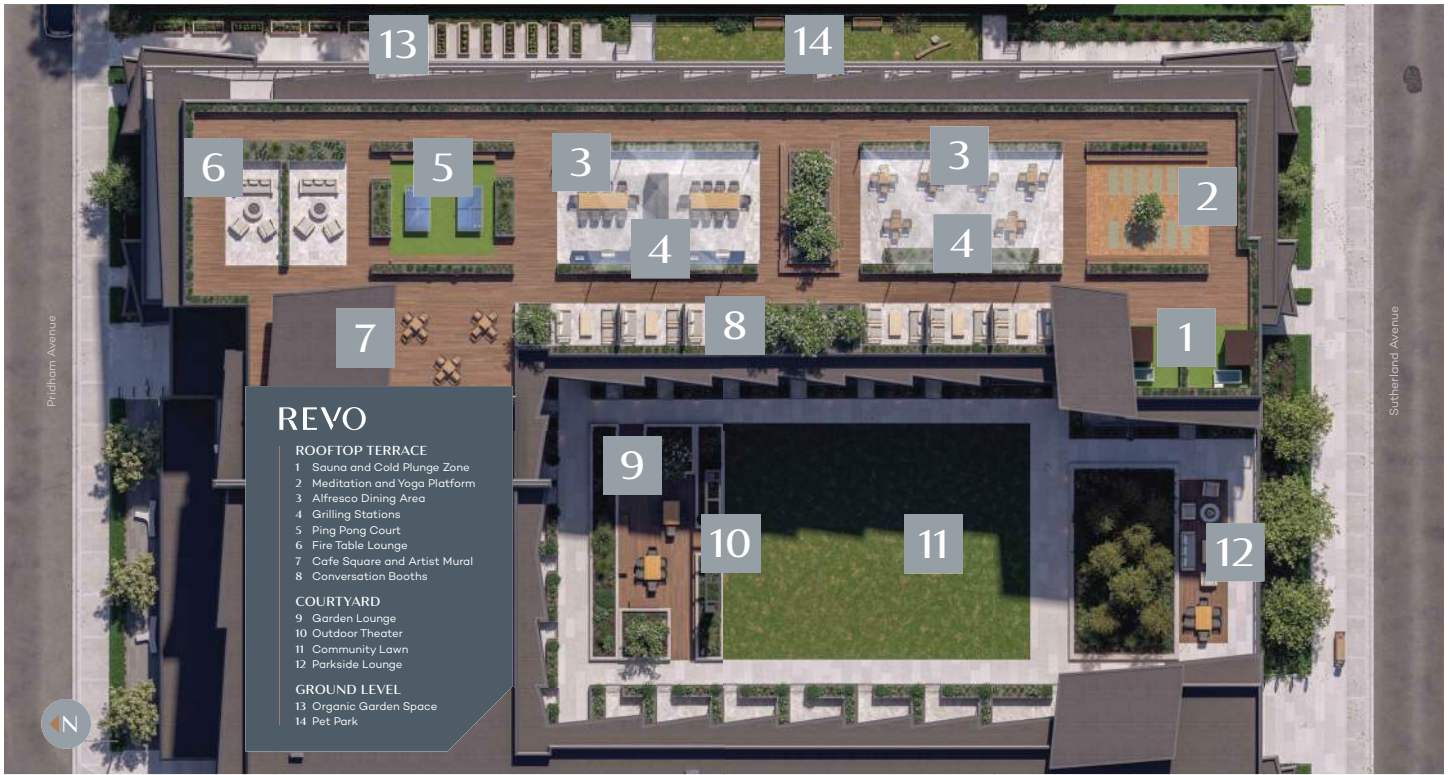 13
14
6
5
3
3
2
4
4
7
8
1
Pridham Avenue
Sutherland Avenue
REVO
ROOFTOP TERRACE
1 Sauna and Cold Plunge Zone
2 Meditation and Yoga Platform
3 Alfresco Dining Area
4 Grilling Stations
5 Ping Pong Court
6 Fire Table Lounge
7 Cafe Square and Artist Mural
8 Conversation Booths
COURTYARD
9 Garden Lounge
10 Outdoor Theater
11 Community Lawn
12 Parkside Lounge
GROUND LEVEL
13 Organic Garden Space
14 Pet Park
9
10
11
12
N